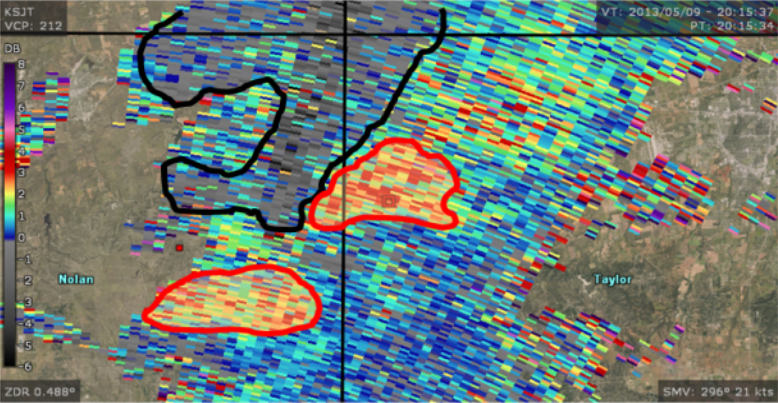 KSJT
VCP: 212
VT: 2013/05/09 - 20:15:37
PT: 20:15:34
DB
8
7
6
5
4
3
2
1
0
-1
-2
-3
-4
-5
-6
Nolan
Taylor
ZDR 0.488°
SMV: 296° 21 kts